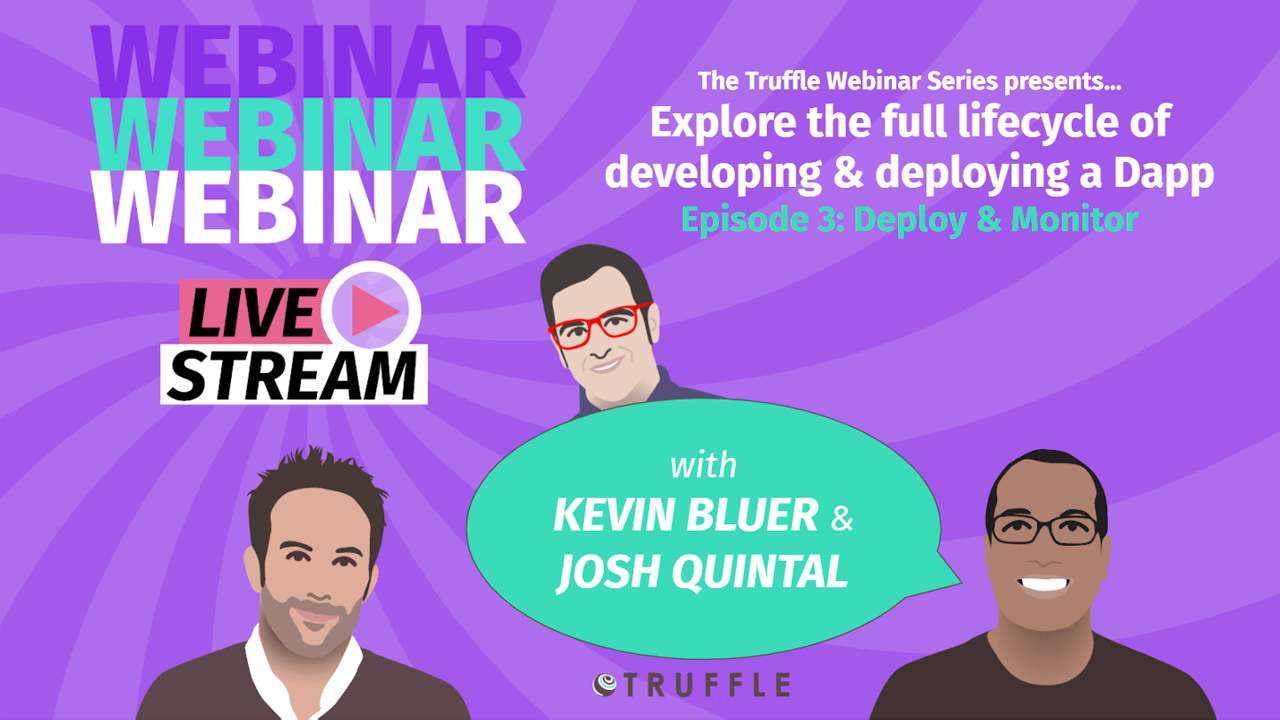 WEBINAR
WEBINAR
WEBINAR
LIVE
STREAM
The Truffle Webinar Series presents...
Explore the full lifecycle of
developing & deploying a Dapp
Episode 3: Deploy & Monitor
with
KEVIN BLUER &
JOSH QUINTAL
TRUFFLE